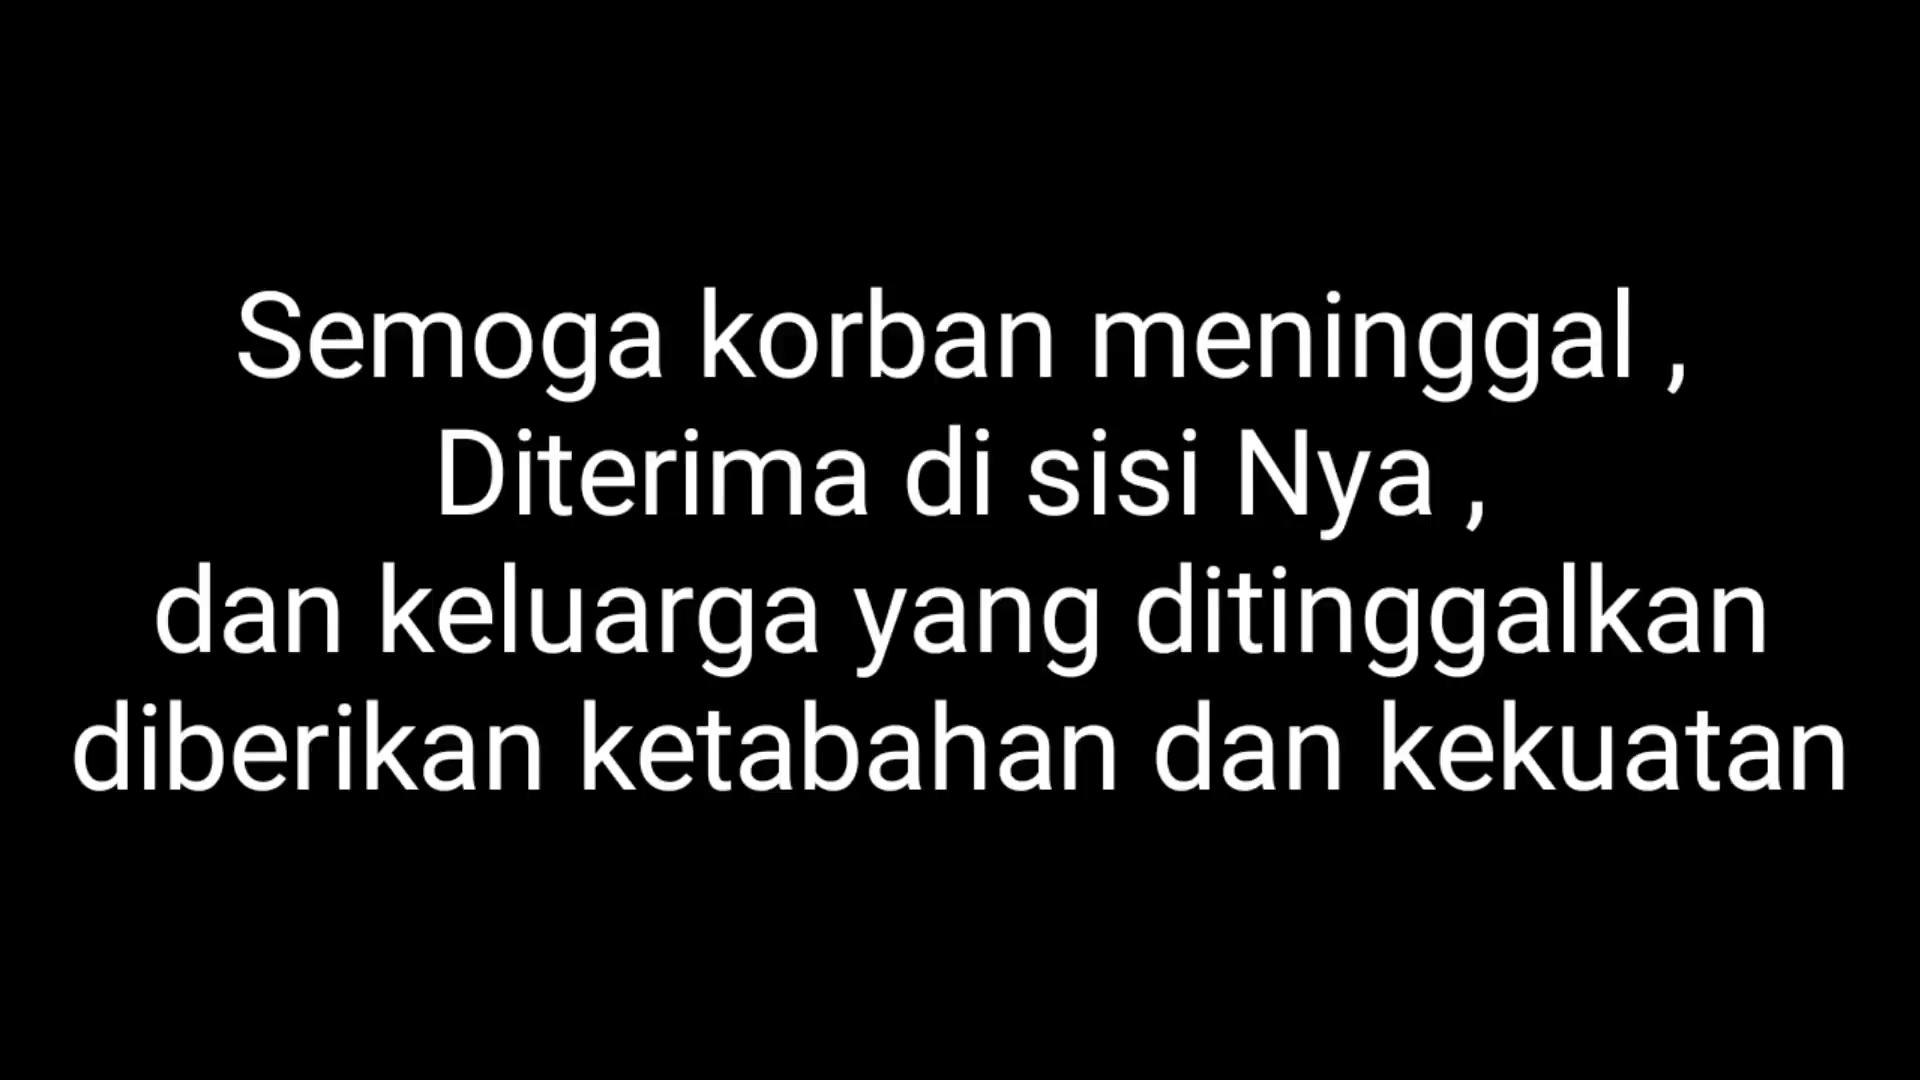 Semoga korban meninggal ,
Diterima di sisi Nya ,
dan keluarga yang ditinggalkan
diberikan ketabahan dan kekuatan